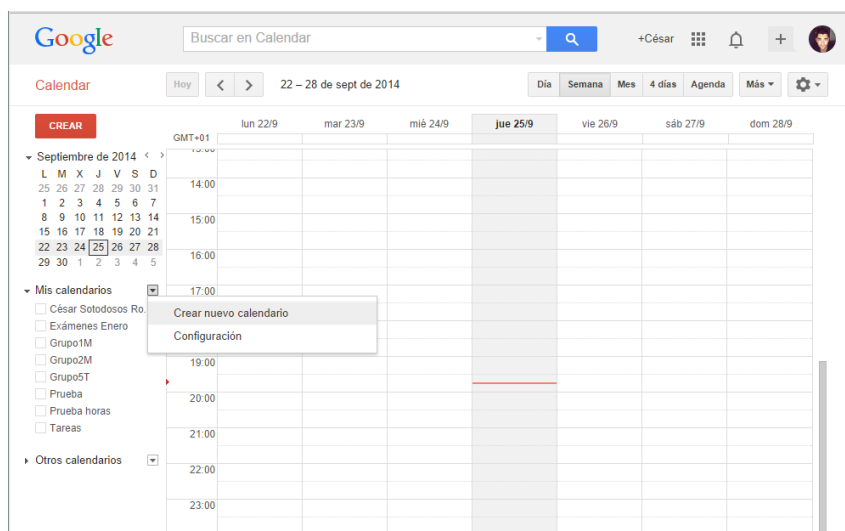 Google Buscar en Calendar +César
Calendar Hoy 22 – 28 de sept de 2014 Día Semana Mes 4 días Agenda Más
CREAR
lun 22/9 mar 23/9 mié 24/9 jue 25/9 vie 26/9 sáb 27/9 dom 28/9
GMT+01
Septiembre de 2014
L M X J V S D
25 26 27 28 29 30 31
1 2 3 4 5 6 7
8 9 10 11 12 13 14
15 16 17 18 19 20 21
22 23 24 25 26 27 28
29 30 1 2 3 4 5
Mis calendarios
César Sotodosos Ro.
Exámenes Enero
Grupo1M
Grupo2M
Grupo5T
Prueba
Prueba horas
Tareas
Otros calendarios
Crear nuevo calendario
Configuración
14:00
15:00
16:00
17:00
19:00
20:00
21:00
22:00
23:00